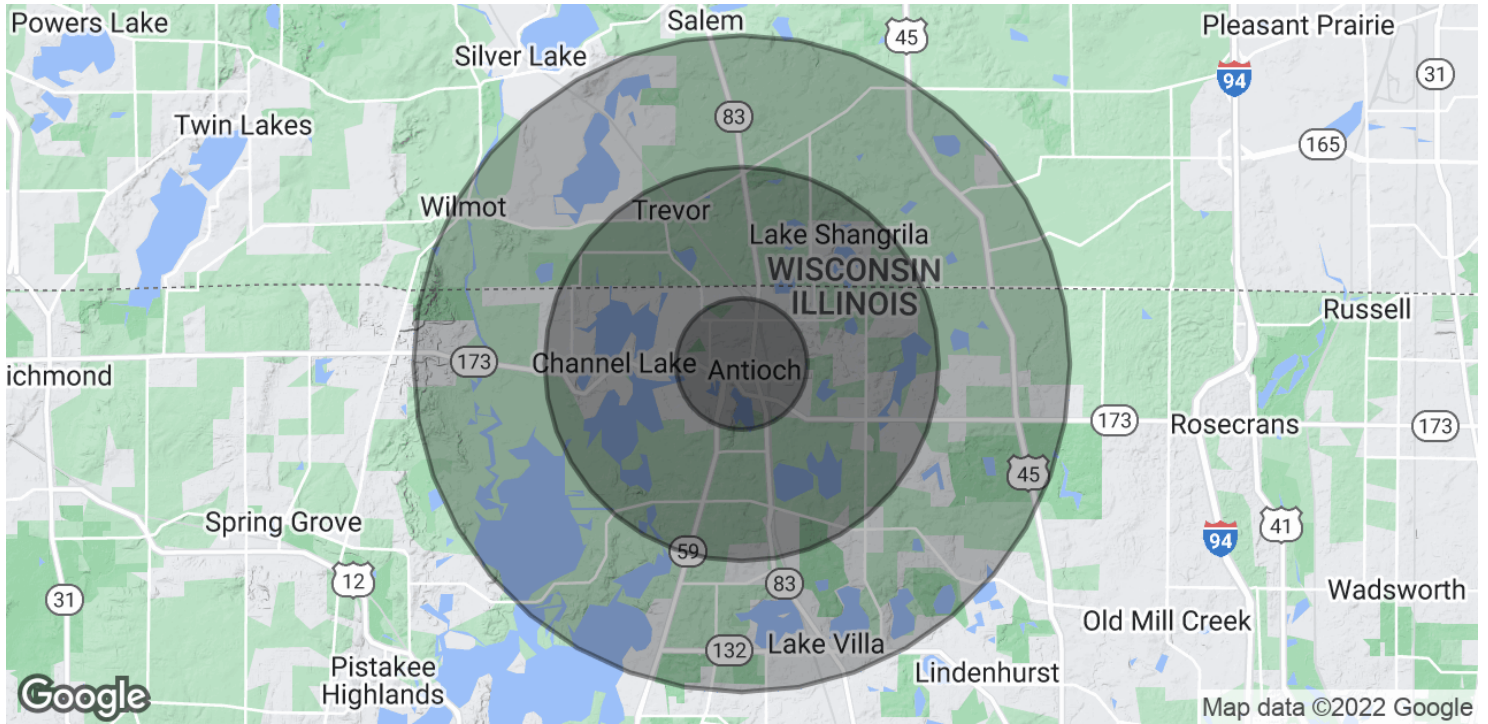 Powers Lake
Salem
45
Pleasant Prairie
Silver Lake
94
31
83
Twin Lakes
165
Wilmot
Trevor
Lake Shangrila
WISCONSIN
ILLINOIS
Russell
173
Channel Lake
Antioch
ichmond
173
Rosecrans
173
45
Spring Grove
41
94
59
12
83
31
Wadsworth
Old Mill Creek
132
Lake Villa
Pistakee
Highlands
Lindenhurst
Google
Map data ©2022 Google